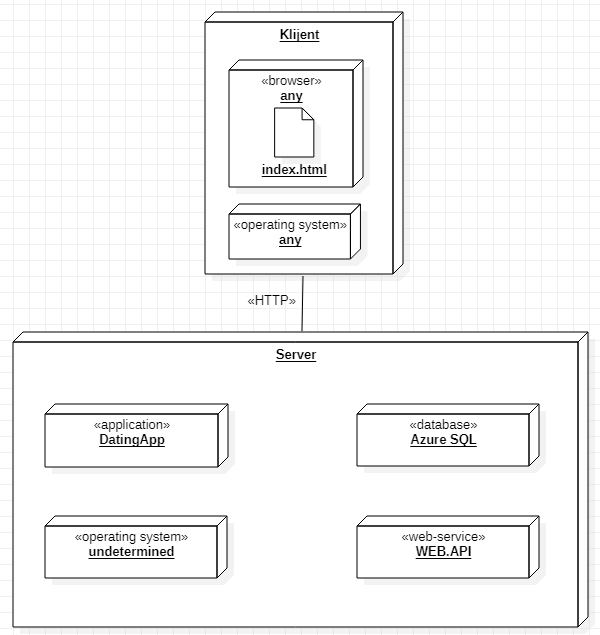 Klijent
«browser»
any
index.html
«operating system»
any
«HTTP»
Server
«application»
DatingApp
«database»
Azure SQL
«operating system»
undetermined
«web-service»
WEB.API